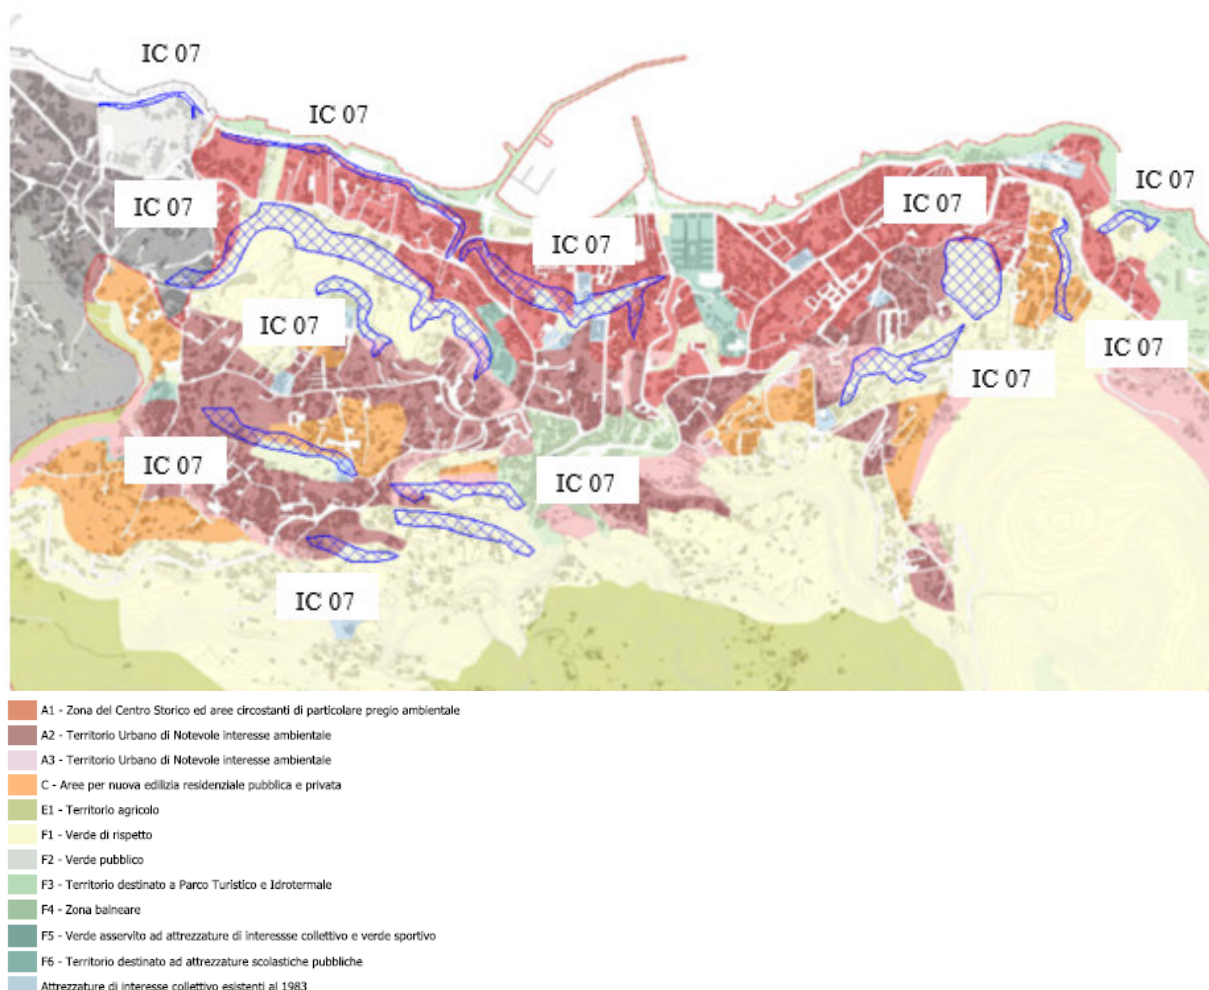 IC 07
IC 07
IC 07
IC 07
IC 07
IC 07
IC 07
IC 07
IC 07
IC 07
IC 07
IC 07
A1 - Zona del Centro Storico ed aree circostanti di particolare pregio ambientale
A2 - Territorio Urbano di Notevole interesse ambientale
A3 - Territorio Urbano di Notevole interesse ambientale
C - Aree per nuova edilizia residenziale pubblica e privata
E1 - Territorio agricolo
F1 - Verde di rispetto
F2 - Verde pubblico
F3 - Territorio destinato a Parco Turistico e Idrotermale
F4 - Zona balneare
F5 - Verde asservito ad attrezzature di interessse collettivo e verde sportivo
F6 - Territorio destinato ad attrezzature scolastiche pubbliche
Attrezzature di interesse collettivo esistenti al 1983